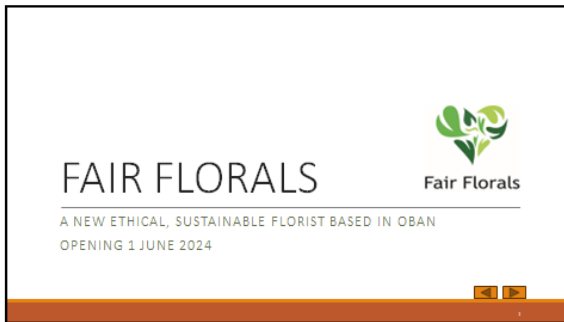 FAIR FLORALS
Fair Florals
A NEW ETHICAL, SUSTAINABLE FLORIST BASED IN OBAN
OPENING 1 JUNE 2024